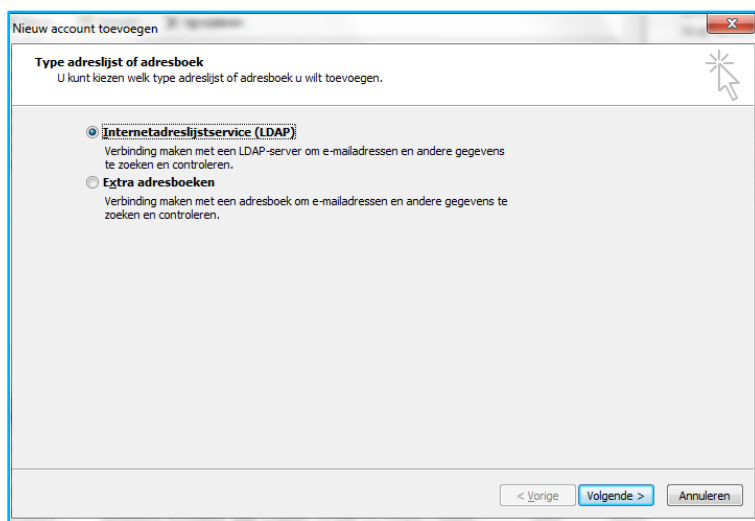 Nieuw account toevoegen
Type adreslijst of adresboek
U kunt kiezen welk type adreslijst of adresboek u wilt toevoegen.
Internetadreslijstservice (LDAP)
Verbinding maken met een LDAP-server om e-mailadressen en andere gegevens
te zoeken en controleren.
Extra adresboeken
Verbinding maken met een adresboek om e-mailadressen en andere gegevens te
zoeken en controleren.
< Vorige
Volgende >
Annuleren